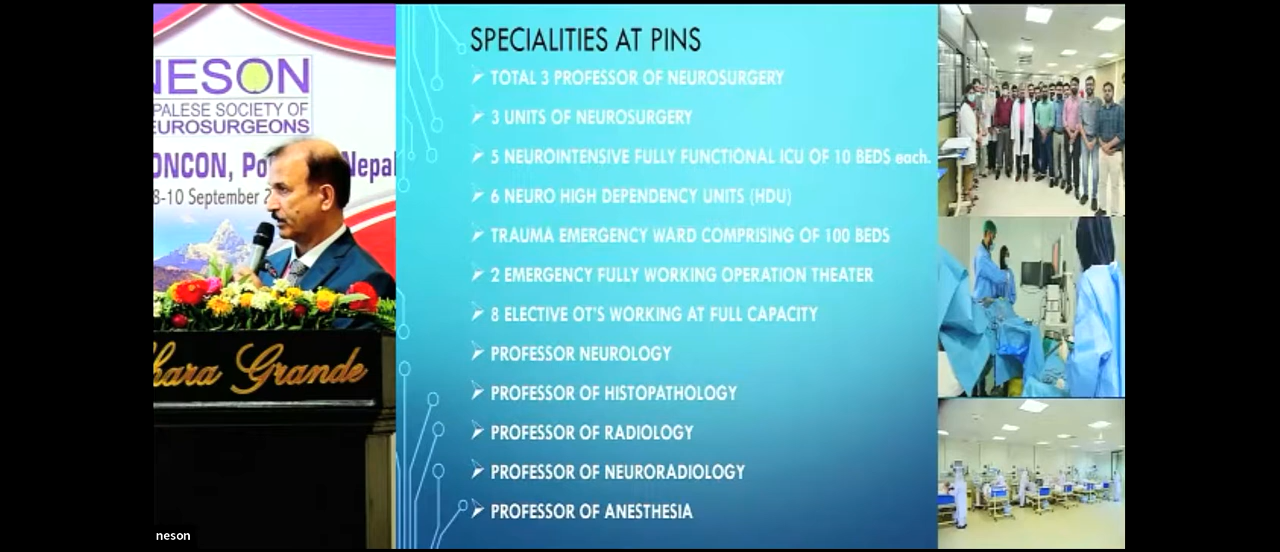 NESON
PALESE SOCIETY OF
EUROSURGEONS
ONCON, Po Nepal
8-10 September 2
hara Grande
neson
SPECIALITIES AT PINS
TOTAL 3 PROFESSOR OF NEUROSURGERY
3 UNITS OF NEUROSURGERY
5 NEUROINTENSIVE FULLY FUNCTIONAL ICU OF 10 BEDS each.
6 NEURO HIGH DEPENDENCY UNITS (HDU)
TRAUMA EMERGENCY WARD COMPRISING OF 100 BEDS
2 EMERGENCY FULLY WORKING OPERATION THEATER
8 ELECTIVE OT'S WORKING AT FULL CAPACITY
PROFESSOR NEUROLOGY
PROFESSOR OF HISTOPATHOLOGY
PROFESSOR OF RADIOLOGY
PROFESSOR OF NEURORADIOLOGY
PROFESSOR OF ANESTHESIA